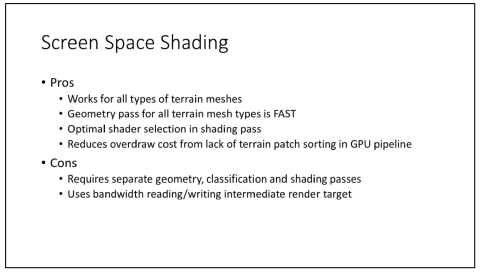 Screen Space Shading
• Pros
• Works for all types of terrain meshes
• Geometry pass for all terrain mesh types is FAST
• Optimal shader selection in shading pass
• Reduces overdraw cost from lack of terrain patch sorting in GPU pipeline
• Cons
• Requires separate geometry, classification and shading passes
• Uses bandwidth reading/writing intermediate render target